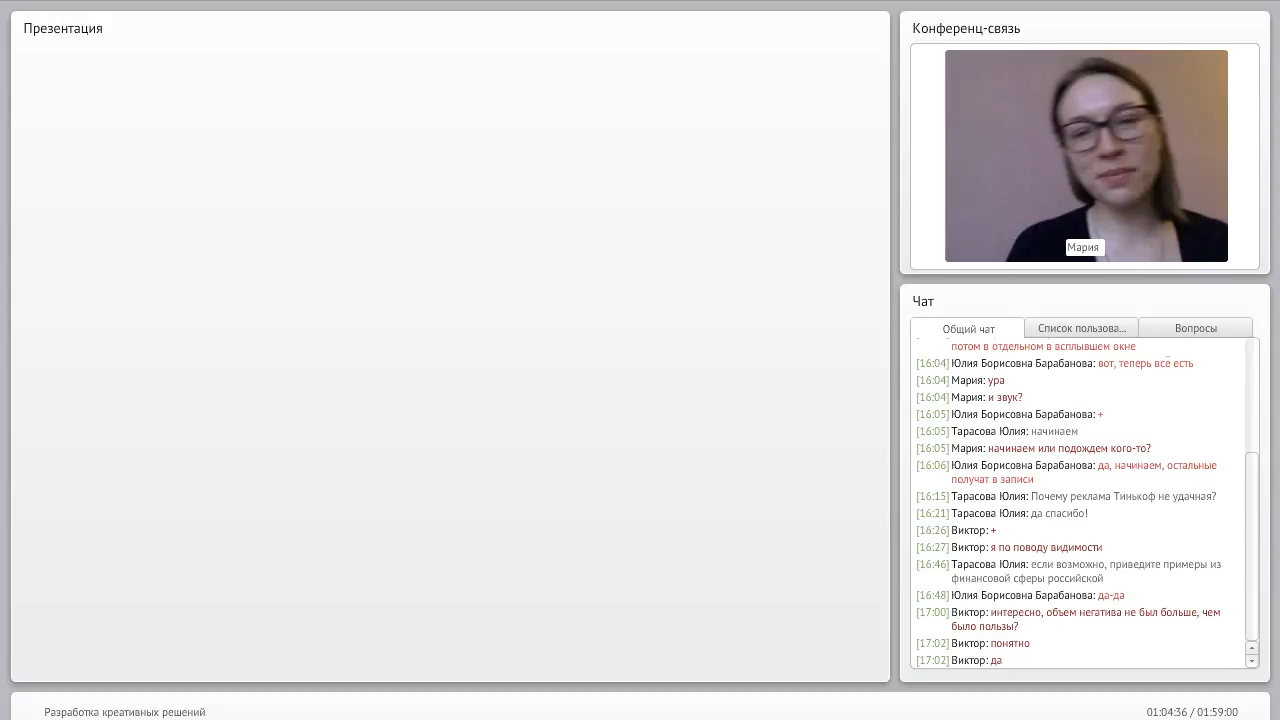 Презентация
Конференц-связь
Мария
Чат
Общий чат
Список пользова...
Вопросы
потом в отдельном в всплывшем окне
[16:04] Юлия Борисовна Барабанова: вот, теперь всё есть
[16:04] Мария: ура
[16:04] Мария: и звук?
[16:05] Юлия Борисовна Барабанова: +
[16:05] Тарасова Юлия: начинаем
[16:05] Мария: начинаем или подождем кого-то?
[16:06] Юлия Борисовна Барабанова: да, начинаем, остальные
получат в записи
[16:15] Тарасова Юлия: Почему реклама Тинькоф не удачная?
[16:21] Тарасова Юлия: да спасибо!
[16:26] Виктор: +
[16:27] Виктор: я по поводу видимости
[16:46] Тарасова Юлия: если возможно, приведите примеры из
финансовой сферы российской
[16:48] Юлия Борисовна Барабанова: да-да
[17:00] Виктор: интересно, объем негатива не был больше, чем
было пользы?
[17:02] Виктор: понятно
[17:02] Виктор: да
Разработка креативных решений
01:04:36 / 01:59:00